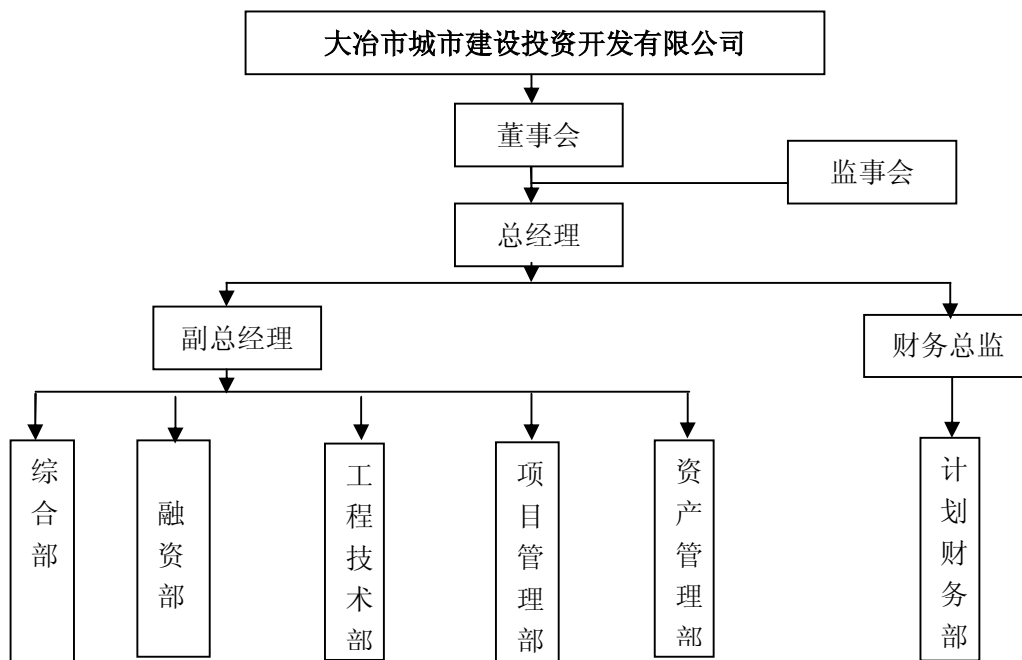 大冶市城市建设投资开发有限公司
董事会
监事会
总经理
副总经理
财务总监
综合部
融资部
工程技术部
项目管理部
资产管理部
计划财务部